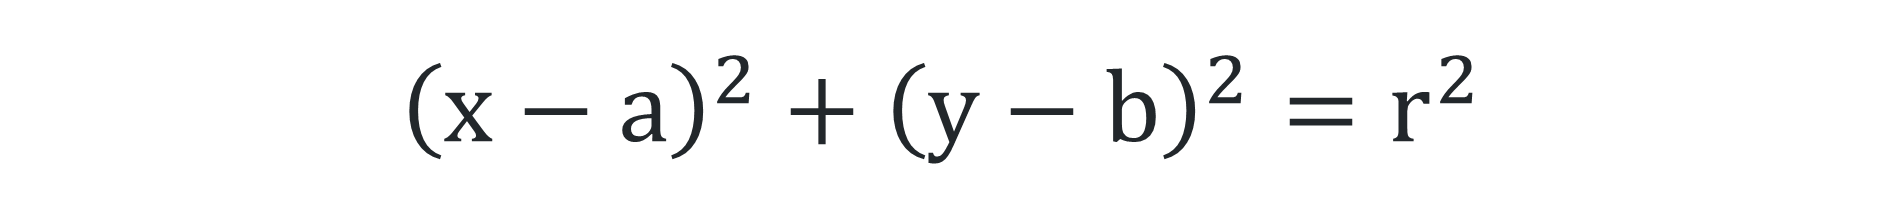 (x − a)² + (y − b)² = r²